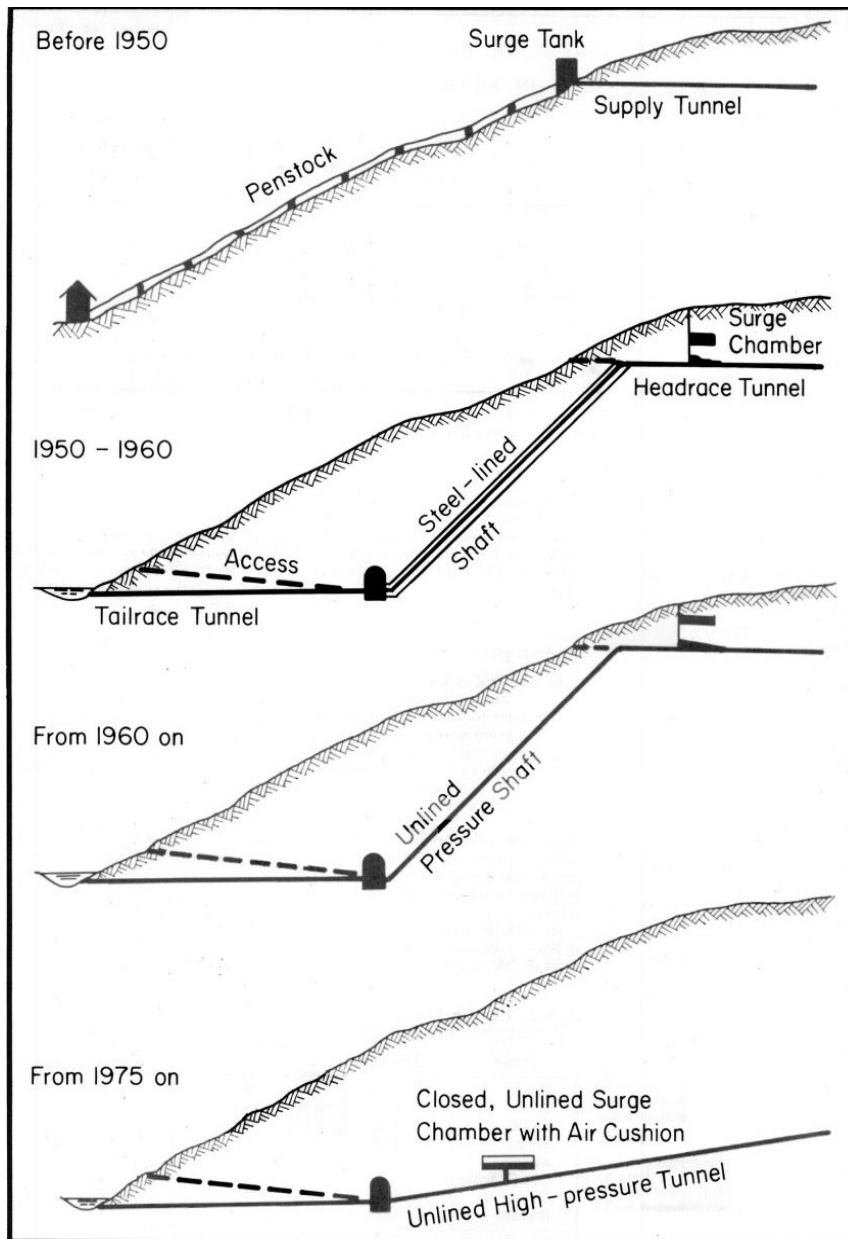 Before 1950
Surge Tank
Supply Tunnel
Penstock
Surge
Chamber
Headrace Tunnel
1950 - 1960
Steel-lined
Shaft
Access
Tailrace Tunnel
From 1960 on
Unlined
Pressure Shaft
From 1975 on
Closed, Unlined Surge
Chamber with Air Cushion
Unlined High-pressure Tunnel